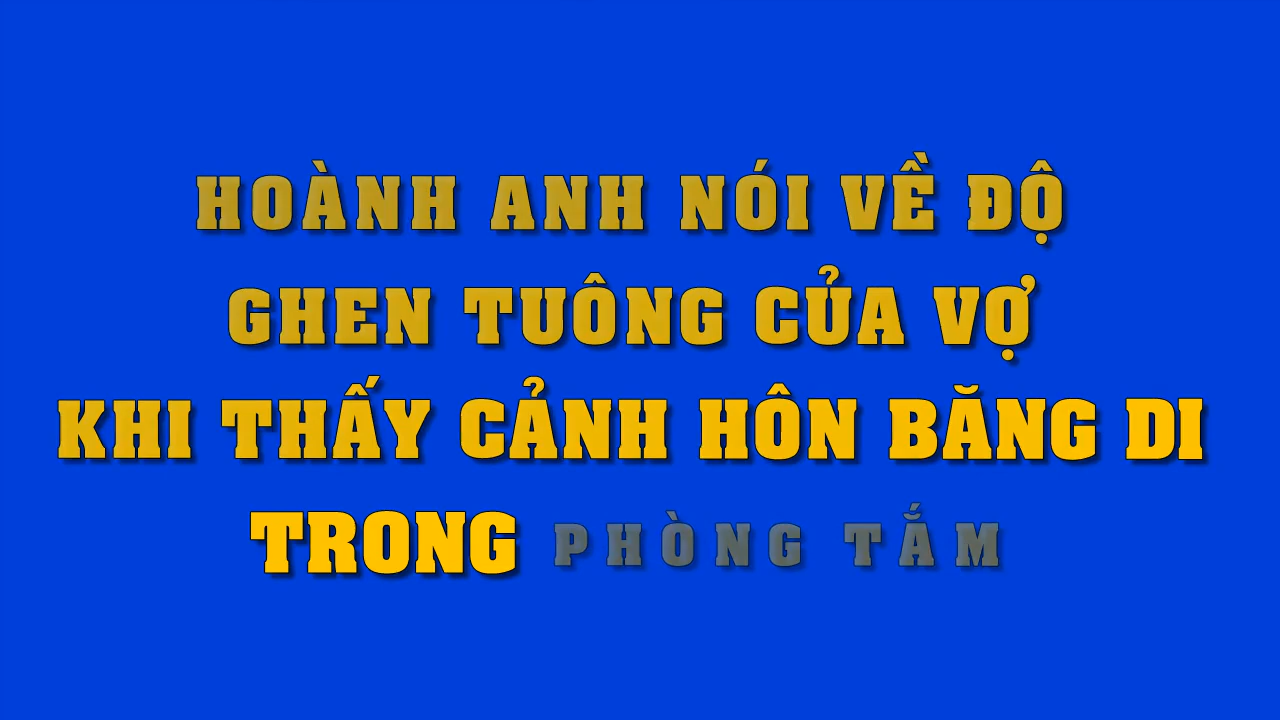 HOÀNH ANH NÓI VỀ ĐỘ
GHEN TUÔNG CỦA VỢ
KHI THẤY CẢNH HÔN BĂNG DI
TRONG PHÒNG TẮM